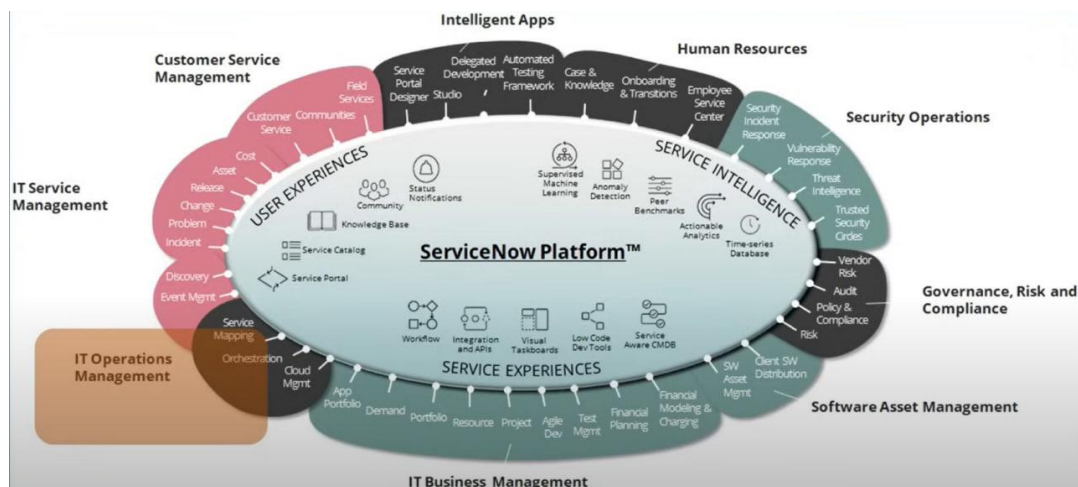 Intelligent Apps
Customer Service
Management
Human Resources
Security Operations
IT Service
Management
Governance, Risk and
Compliance
IT Operations
Management
Software Asset Management
IT Business Management
Service
Portal
Designer
Studio
Delegated
Development
Automated
Testing
Framework
Case &
Knowledge
Onboarding
& Transitions
Employee
Service
Center
Security
Incident
Response
Vulnerability
Response
Threat
Intelligence
Trusted
Security
Circles
Vendor
Risk
Audit
Policy &
Compliance
Risk
Client SW
Distribution
SW
Asset
Mgmt
Financial
Modeling &
Charging
Financial
Planning
Test
Mgmt
Agile
Dev
Project
Resource
Portfolio
Demand
App
Portfolio
Cloud
Mgmt
Orchestration
Service
Mapping
Event Mgmt
Discovery
Incident
Problem
Change
Release
Asset
Cost
Customer
Service
Communities
Field
Services
USER EXPERIENCES
Status
Notifications
Community
Knowledge Base
Service Catalog
Service Portal
SERVICE INTELLIGENCE
Supervised
Machine
Learning
Anomaly
Detection
Peer
Benchmarks
Actionable
Analytics
Time-series
Database
ServiceNow Platform™
Workflow
Integration
and APIs
Visual
Taskboards
Low Code
Dev Tools
Service
Aware CMDB
SERVICE EXPERIENCES